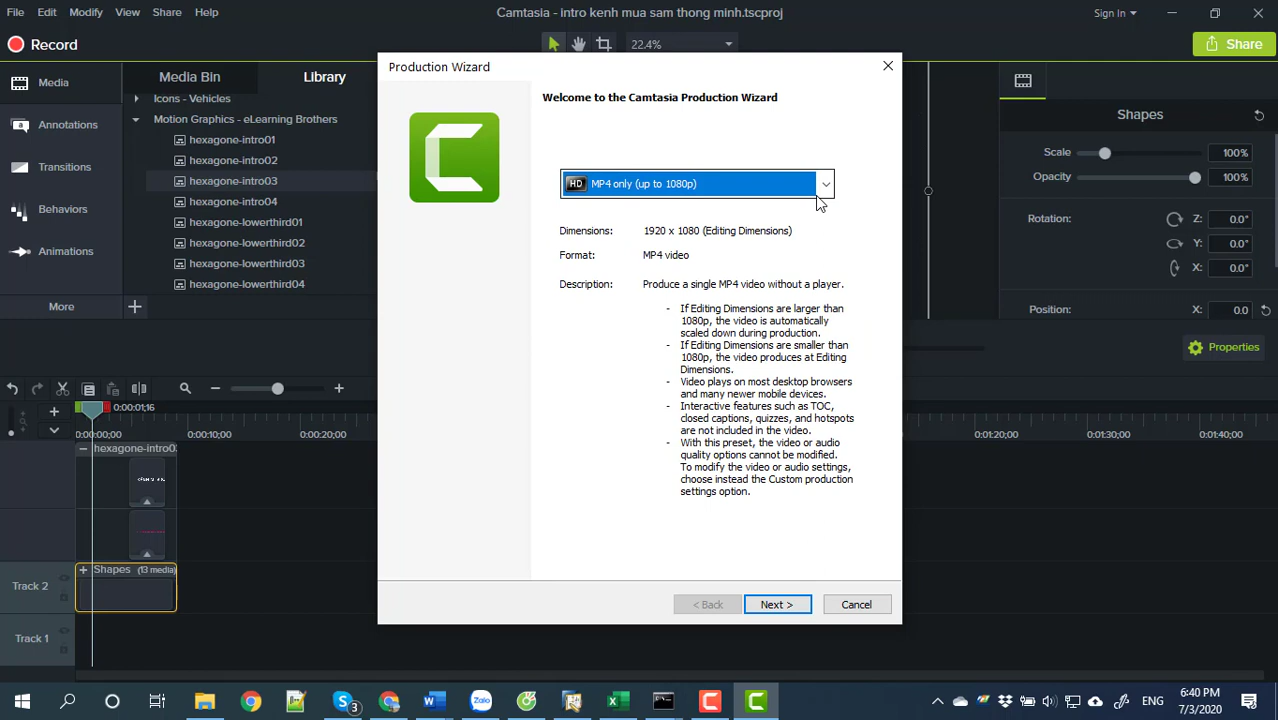 File Edit Modify View Share Help
Camtasia - intro kenh mua sam thong minh.tscproj
Sign In
Record
22.4%
Share
Media
Annotations
Transitions
Behaviors
Animations
More
Media Bin
Library
Icons - Vehicles
Motion Graphics - eLearning Brothers
hexagone-intro01
hexagone-intro02
hexagone-intro03
hexagone-intro04
hexagone-lowerthird01
hexagone-lowerthird02
hexagone-lowerthird03
hexagone-lowerthird04
Production Wizard
Welcome to the Camtasia Production Wizard
HD MP4 only (up to 1080p)
Dimensions: 1920 x 1080 (Editing Dimensions)
Format: MP4 video
Description: Produce a single MP4 video without a player.
- If Editing Dimensions are larger than
1080p, the video is automatically
scaled down during production.
- If Editing Dimensions are smaller than
1080p, the video produces at Editing
Dimensions.
- Video plays on most desktop browsers
and many newer mobile devices.
- Interactive features such as TOC,
closed captions, quizzes, and hotspots
are not included in the video.
- With this preset, the video or audio
quality options cannot be modified.
To modify the video or audio settings,
choose instead the Custom production
settings option.
< Back
Next >
Cancel
Shapes
Scale 100%
Opacity 100%
Rotation: Z: 0.0°
Y: 0.0°
X: 0.0°
Position: X: 0.0
Properties
0:00:01;16
0:00:00;00 0:00:10;00 0:00:20;00 0:01:20;00 0:01:30;00 0:01:40;00
hexagone-intro0
Shapes (13 media)
Track 2
Track 1
3
ENG
6:40 PM
7/3/2020